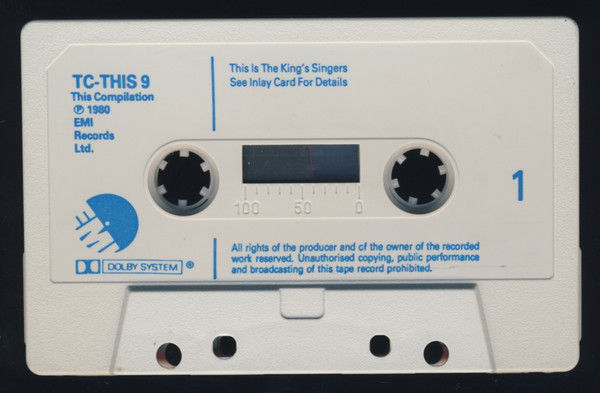 TC-THIS 9
This Compilation
℗ 1980
EMI
Records
Ltd.
This Is The King's Singers
See Inlay Card For Details
100 50 0
1
EMI
DOLBY SYSTEM ®
All rights of the producer and of the owner of the recorded
work reserved. Unauthorised copying, public performance
and broadcasting of this tape record prohibited.